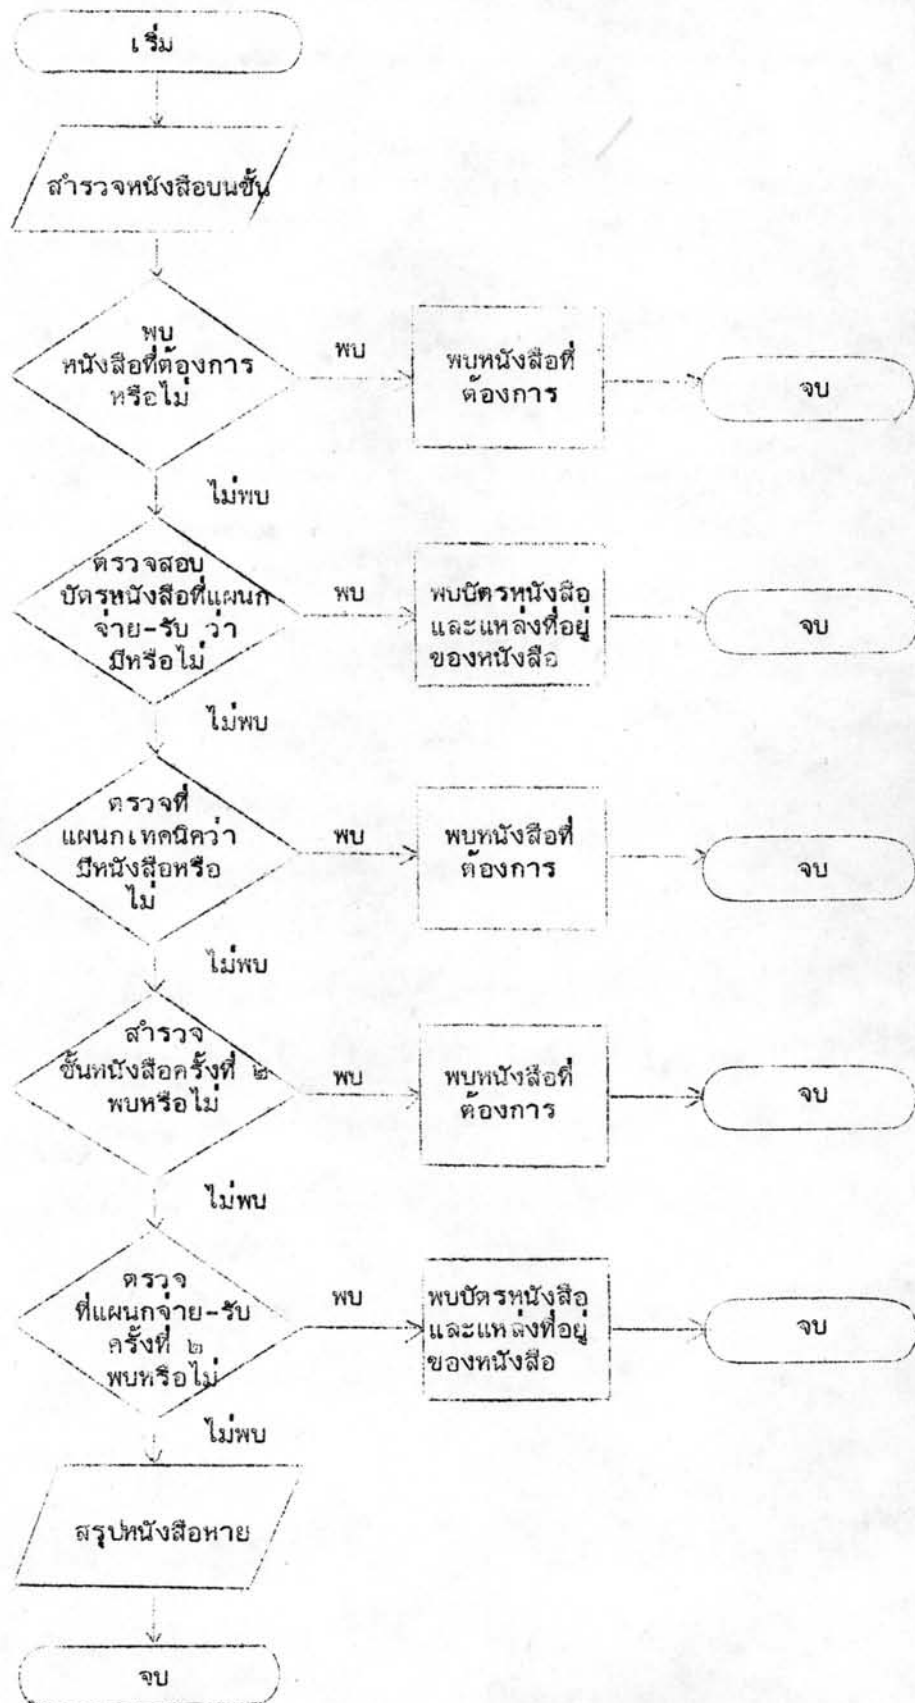 เริ่ม
สำรวจหนังสือบนชั้น
พบ
หนังสือที่ต้องการ
หรือไม่
พบ
พบหนังสือที่
ต้องการ
จบ
ไม่พบ
ตรวจสอบ
บัตรหนังสือที่แผนก
จ่าย-รับ ว่า
มีหรือไม่
พบ
พบบัตรหนังสือ
และแหล่งที่อยู่
ของหนังสือ
จบ
ไม่พบ
ตรวจที่
แผนกเทคนิคว่า
มีหนังสือหรือ
ไม่
พบ
พบหนังสือที่
ต้องการ
จบ
ไม่พบ
สำรวจ
ชั้นหนังสือครั้งที่ ๒
พบหรือไม่
พบ
พบหนังสือที่
ต้องการ
จบ
ไม่พบ
ตรวจ
ที่แผนกจ่าย-รับ
ครั้งที่ ๒
พบหรือไม่
พบ
พบบัตรหนังสือ
และแหล่งที่อยู่
ของหนังสือ
จบ
ไม่พบ
สรุปหนังสือหาย
จบ